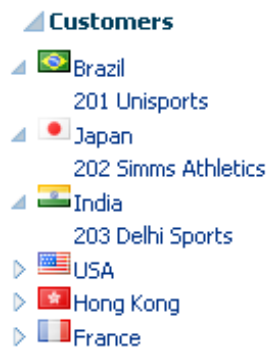 Customers
Brazil
201 Unisports
Japan
202 Simms Athletics
India
203 Delhi Sports
USA
Hong Kong
France